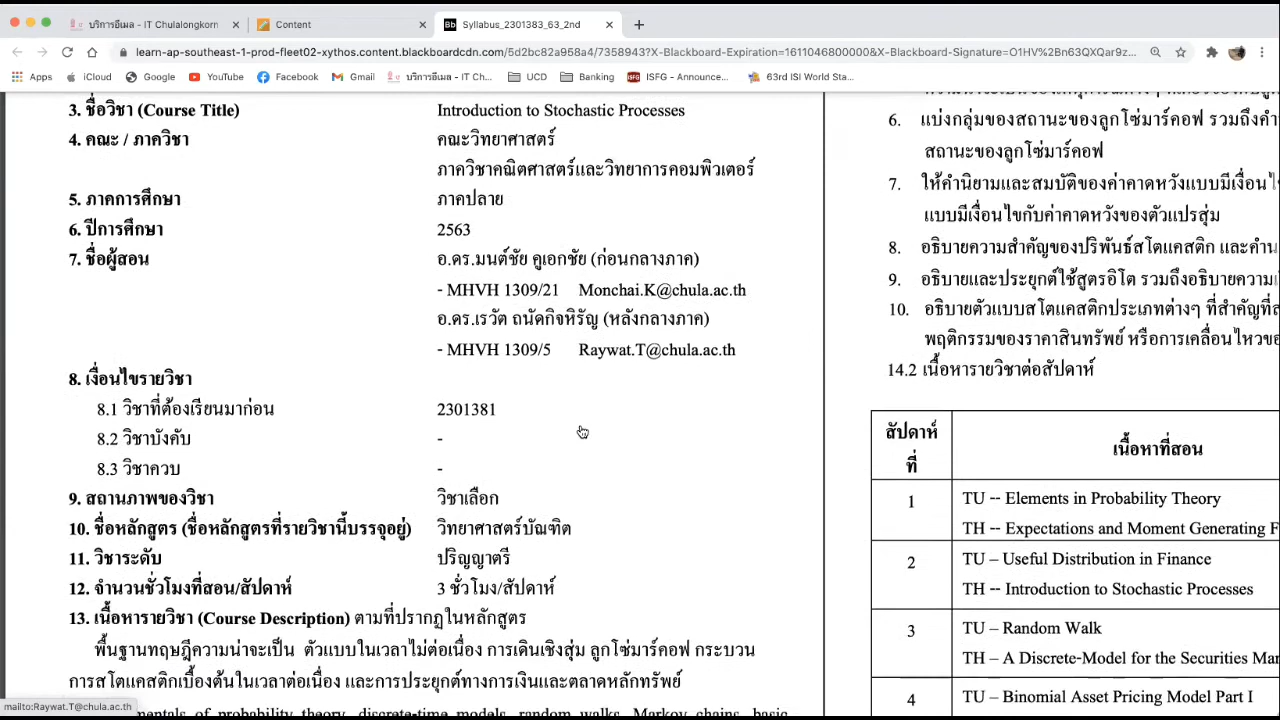 บริการอีเมล - IT Chulalongkorn
Content
Syllabus_2301383_63_2nd
learn-ap-southeast-1-prod-fleet02-xythos.content.blackboardcdn.com/5d2bc82a958a4/7358943?X-Blackboard-Expiration=1611046800000&X-Blackboard-Signature=O1HV%2Bn63QXQar9z...
Apps iCloud Google YouTube Facebook Gmail บริการอีเมล - IT Ch... UCD Banking ISFG - Announce... 63rd ISI World Sta...
3. ชื่อวิชา (Course Title) Introduction to Stochastic Processes
4. คณะ / ภาควิชา คณะวิทยาศาสตร์
ภาควิชาคณิตศาสตร์และวิทยาการคอมพิวเตอร์
5. ภาคการศึกษา ภาคปลาย
6. ปีการศึกษา 2563
7. ชื่อผู้สอน อ.ดร.มนต์ชัย คูเอกชัย (ก่อนกลางภาค)
- MHVH 1309/21 Monchai.K@chula.ac.th
อ.ดร.เรวัต ถนัดกิจหิรัญ (หลังกลางภาค)
- MHVH 1309/5 Raywat.T@chula.ac.th
8. เงื่อนไขรายวิชา
8.1 วิชาที่ต้องเรียนมาก่อน 2301381
8.2 วิชาบังคับ -
8.3 วิชาควบ -
9. สถานภาพของวิชา วิชาเลือก
10. ชื่อหลักสูตร (ชื่อหลักสูตรที่รายวิชานี้บรรจุอยู่) วิทยาศาสตร์บัณฑิต
11. วิชาระดับ ปริญญาตรี
12. จำนวนชั่วโมงที่สอน/สัปดาห์ 3 ชั่วโมง/สัปดาห์
13. เนื้อหารายวิชา (Course Description) ตามที่ปรากฏในหลักสูตร
พื้นฐานทฤษฎีความน่าจะเป็น ตัวแบบในเวลาไม่ต่อเนื่อง การเดินเชิงสุ่ม ลูกโซ่มาร์คอฟ กระบวน
การสโตแคสติกเบื้องต้นในเวลาต่อเนื่อง และการประยุกต์ทางการเงินและตลาดหลักทรัพย์
of probability theory, discrete-time models, random walks, Markov chains, basic
6. แบ่งกลุ่มของสถานะของลูกโซ่มาร์คอฟ รวมถึงคำ
สถานะของลูกโซ่มาร์คอฟ
7. ให้คำนิยามและสมบัติของค่าคาดหวังแบบมีเงื่อน
แบบมีเงื่อนไขกับค่าคาดหวังของตัวแปรสุ่ม
8. อธิบายความสำคัญของปริพันธ์สโตแคสติก และคำน
9. อธิบายและประยุกต์ใช้สูตรอิโต รวมถึงอธิบายความ
10. อธิบายตัวแบบสโตแคสติกประเภทต่างๆ ที่สำคัญที่ส
พฤติกรรมของราคาสินทรัพย์ หรือการเคลื่อนไหวขอ
14.2 เนื้อหารายวิชาต่อสัปดาห์
สัปดาห์ที่ เนื้อหาที่สอน
1 TU -- Elements in Probability Theory
TH -- Expectations and Moment Generating F
2 TU – Useful Distribution in Finance
TH -- Introduction to Stochastic Processes
3 TU – Random Walk
TH – A Discrete-Model for the Securities Mar
4 TU – Binomial Asset Pricing Model Part I
mailto:Raywat.T@chula.ac.th